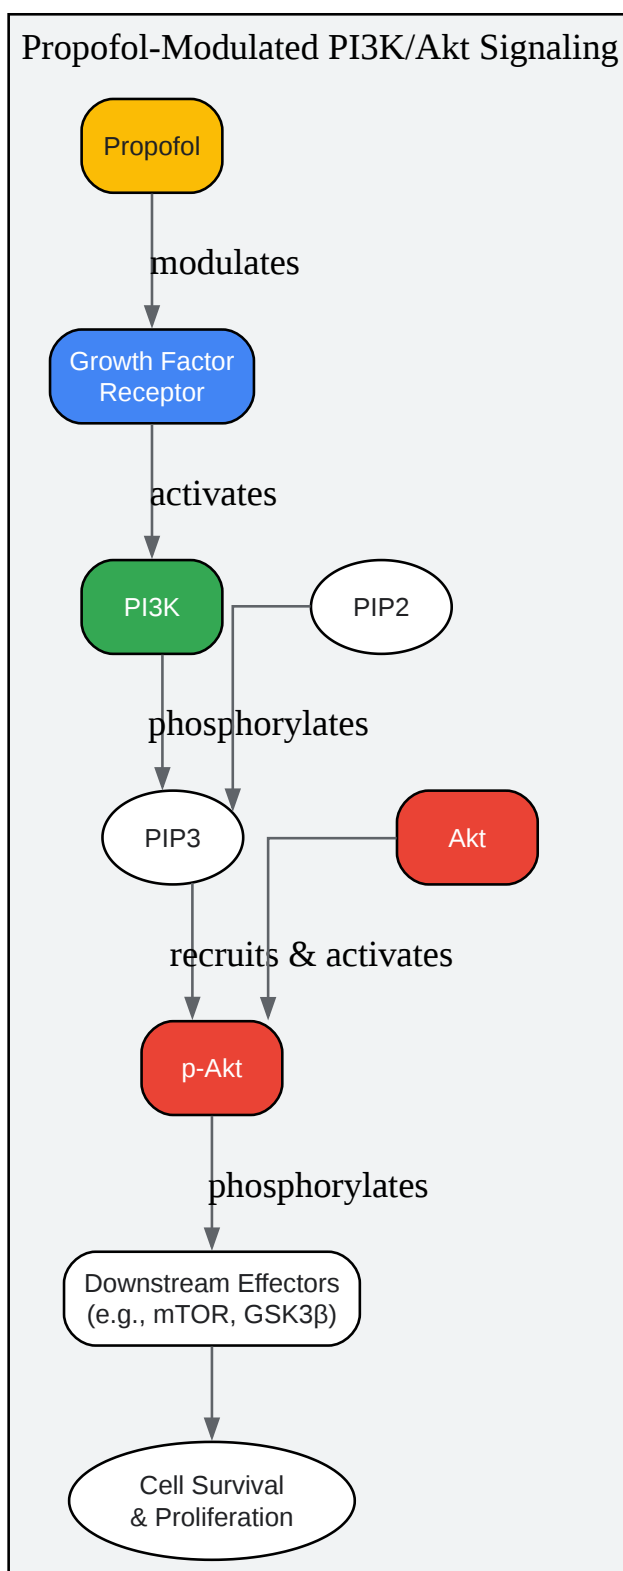 Propofol-Modulated PI3K/Akt Signaling
Propofol
modulates
Growth Factor
Receptor
activates
PI3K
PIP2
phosphorylates
PIP3
Akt
recruits & activates
p-Akt
phosphorylates
Downstream Effectors
(e.g., mTOR, GSK3β)
Cell Survival
& Proliferation